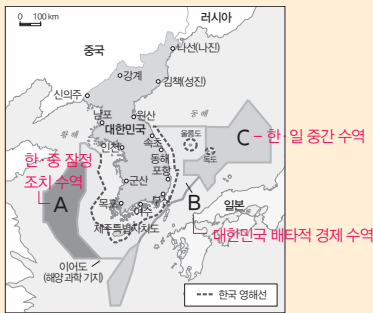 0 100 km
러시아
중국
나선(나진)
강계
김책(성진)
신의주
남포
원산
동해
황해
대한민국
속초
울릉도
독도
C
한·일 중간 수역
인천
동해
한·중 잠정
조치 수역
포항
군산
A
B
일본
목포
여수
부산
대한민국 배타적 경제 수역
제주특별자치도
이어도
(해양 과학 기지)
한국 영해선